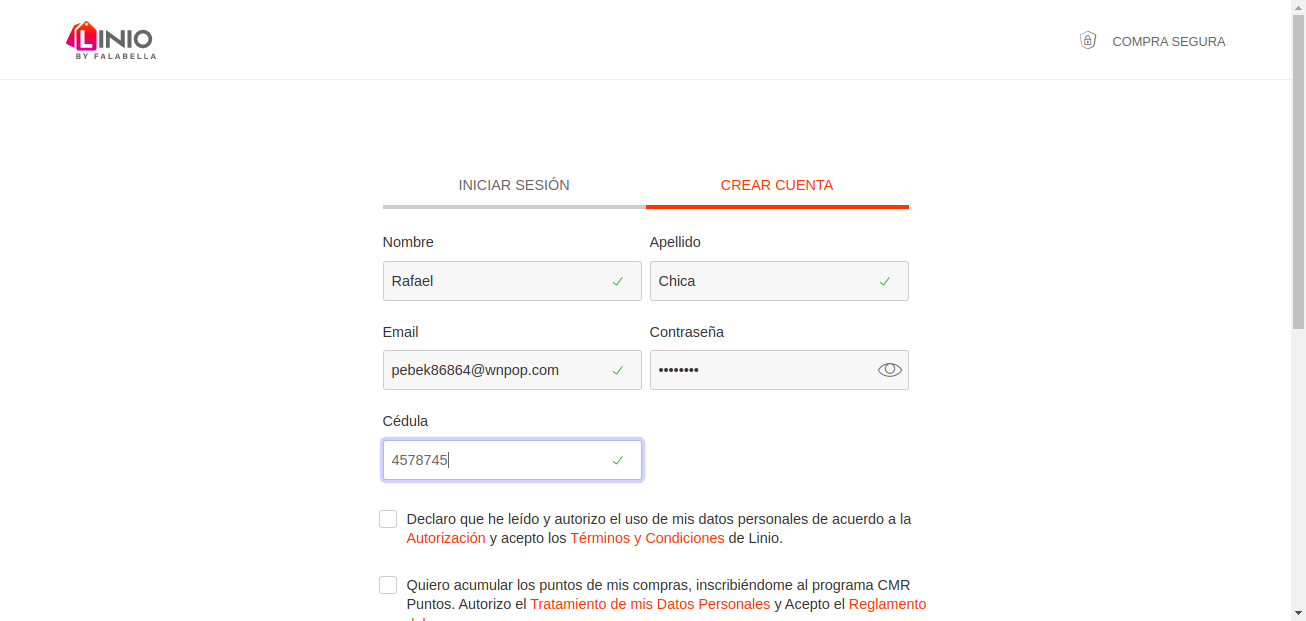 LINIO
BY FALABELLA
COMPRA SEGURA
INICIAR SESIÓN
CREAR CUENTA
Nombre
Apellido
Rafael
Chica
Email
Contraseña
pebek86864@wnpop.com
••••••••
Cédula
4578745
Declaro que he leído y autorizo el uso de mis datos personales de acuerdo a la
Autorización y acepto los Términos y Condiciones de Linio.
Quiero acumular los puntos de mis compras, inscribiéndome al programa CMR
Puntos. Autorizo el Tratamiento de mis Datos Personales y Acepto el Reglamento